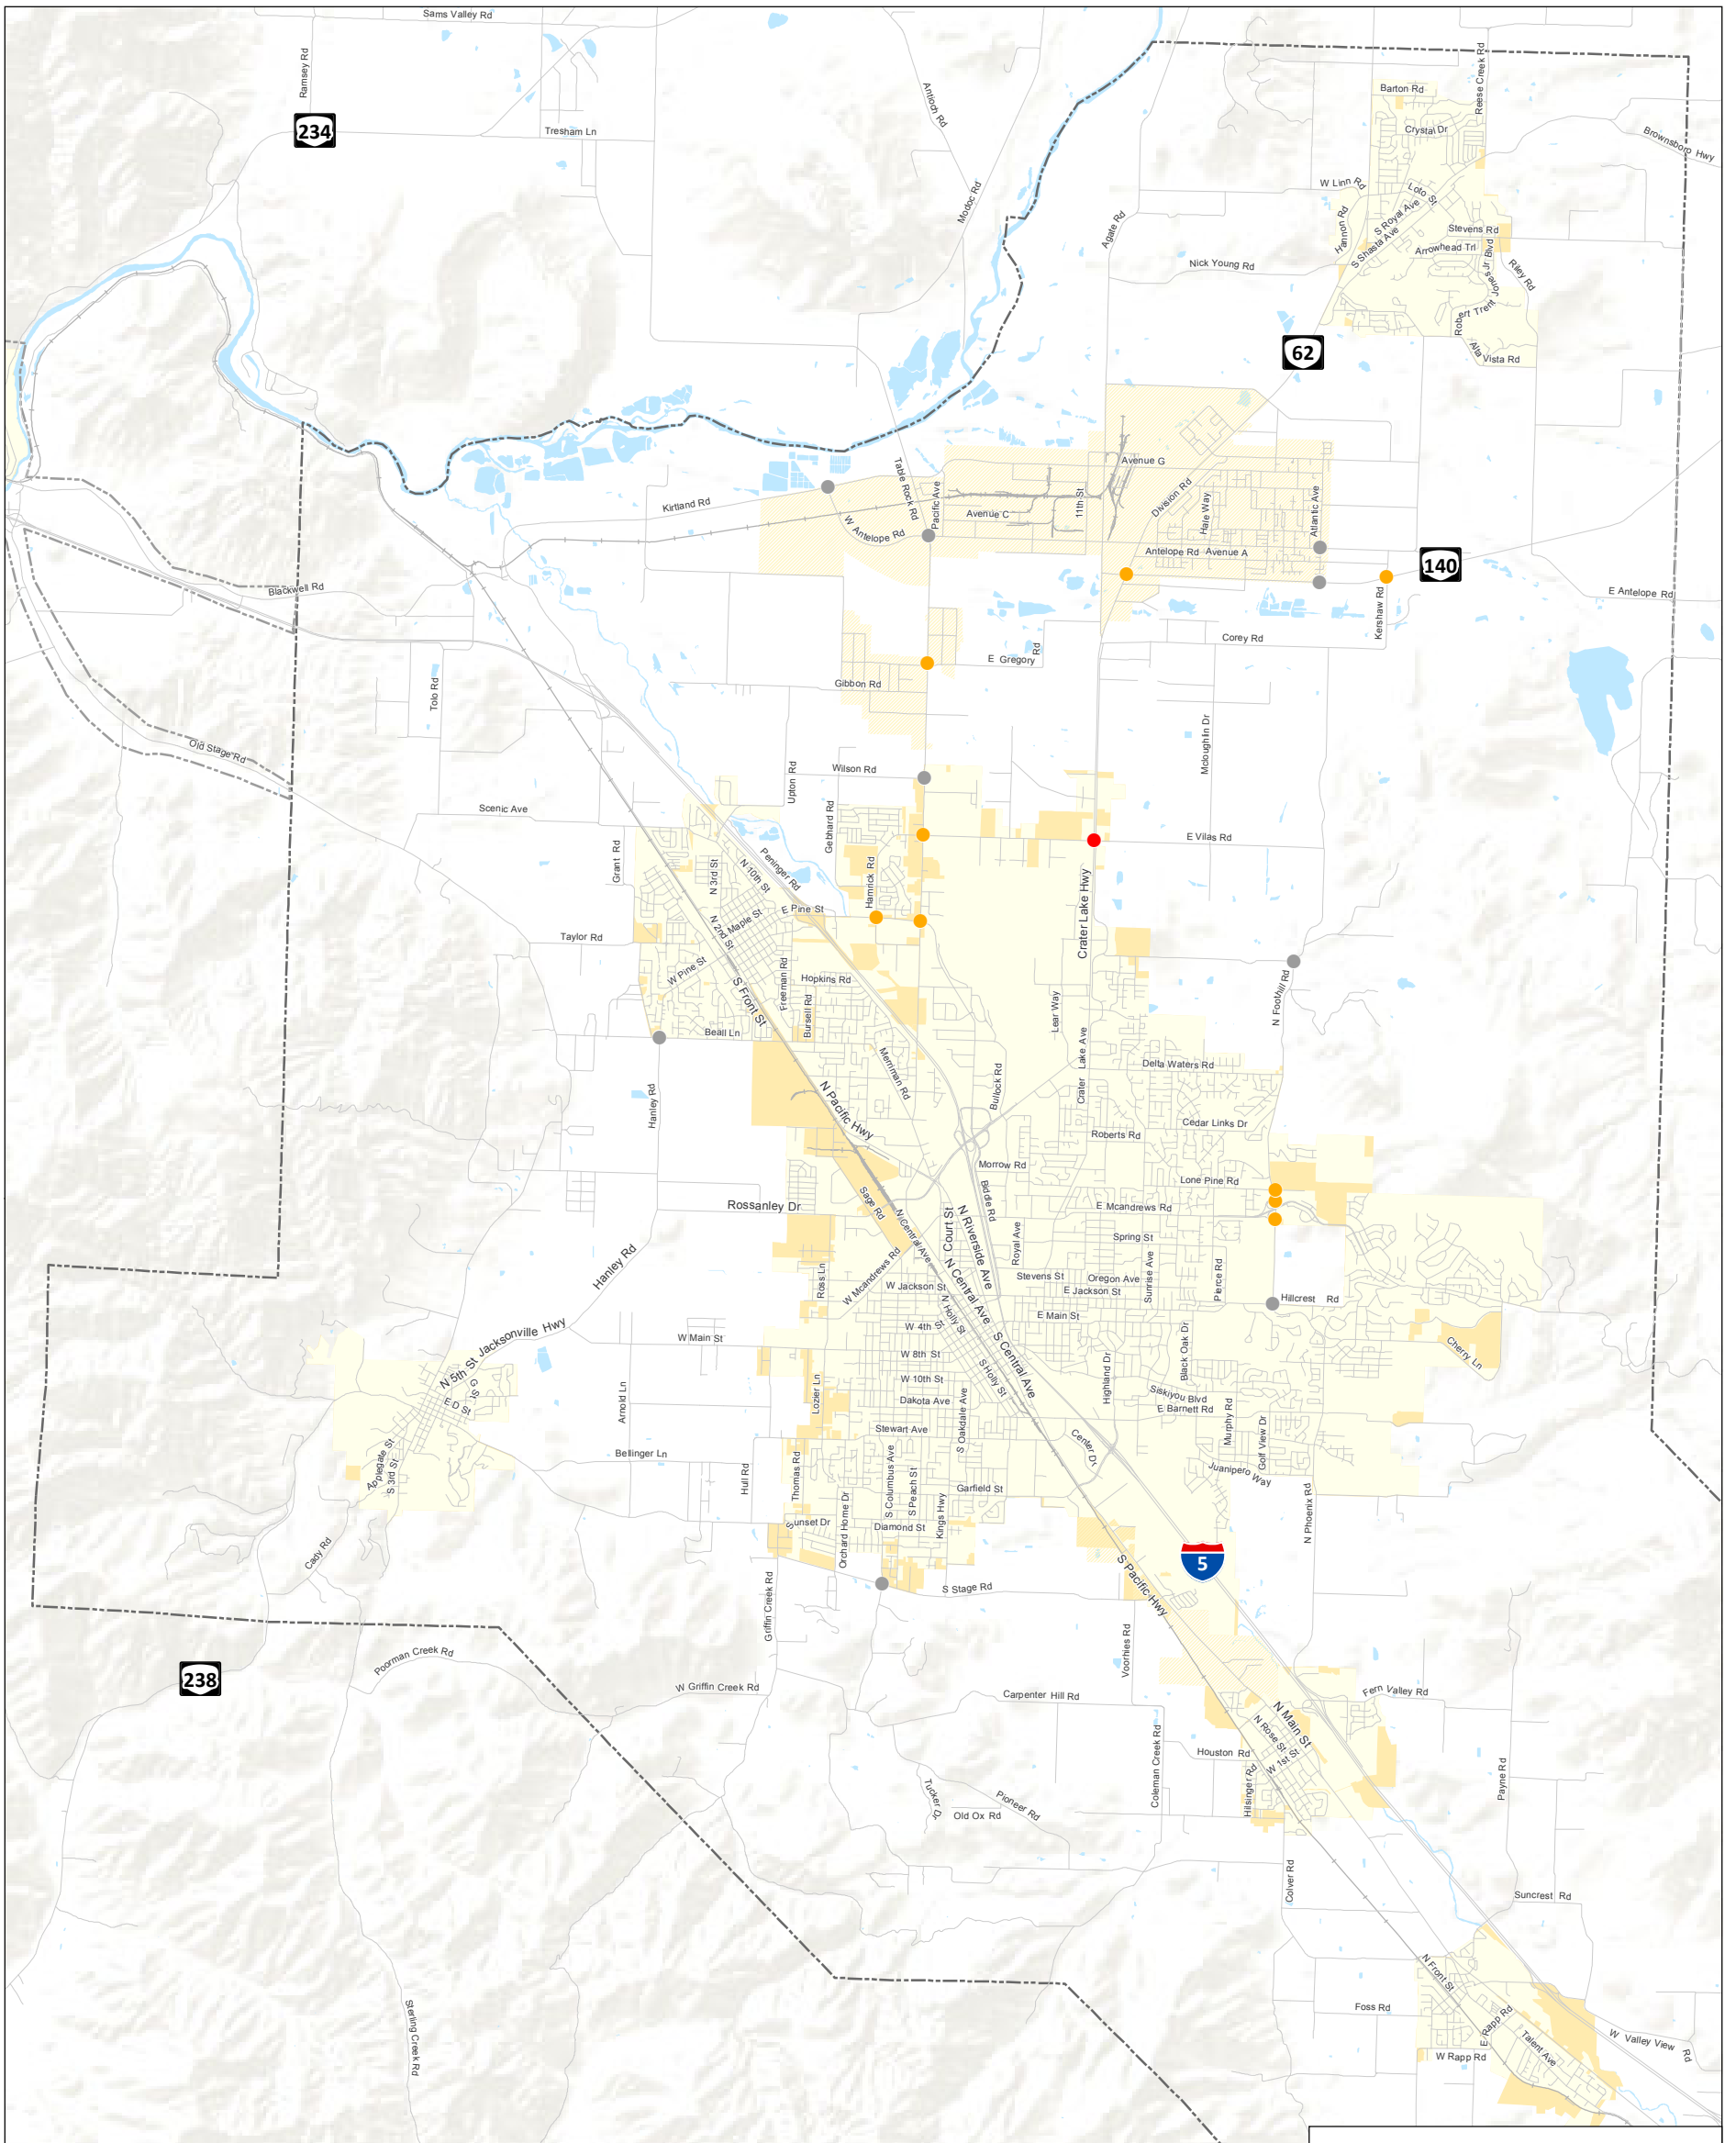 Sams Valley Rd
Ramsey Rd
234
Tresham Ln
Antioch Rd
Modoc Rd
Agate Rd
Reese Creek Rd
Barton Rd
Crystal Dr
Brownsboro Hwy
W Linn Rd
Loto St
Hannon Rd
S Royal Ave
S Shasta Ave
Stevens Rd
Arrowhead Trl
Nick Young Rd
Riley Rd
Robert Trent Jones Jr Blvd
Alta Vista Rd
62
Table Rock Rd
Pacific Ave
Kirtland Rd
W Antelope Rd
Avenue G
Avenue C
11th St
Division Rd
Hale Way
Atlantic Ave
Antelope Rd
Avenue A
140
Kershaw Rd
E Antelope Rd
Blackwell Rd
Corey Rd
E Gregory Rd
Gibbon Rd
Tolo Rd
Old Stage Rd
Mcloughlin Dr
Wilson Rd
Upton Rd
Scenic Ave
Gebhard Rd
E Vilas Rd
Grant Rd
N 3rd St
N 10th St
Peninger Rd
Hamrick Rd
E Pine St
Maple St
N 2nd St
Crater Lake Hwy
Taylor Rd
W Pine St
S Front St
Freeman Rd
Hopkins Rd
Bursell Rd
Beall Ln
Lear Way
N Foothill Rd
Merriman Rd
Crater Lake Ave
Delta Waters Rd
Bullock Rd
Hanley Rd
N Pacific Hwy
Cedar Links Dr
Roberts Rd
Morrow Rd
Lone Pine Rd
Biddle Rd
Rossanley Dr
Sage Rd
N Central Ave
Court St
N Riverside Ave
E Mcandrews Rd
Royal Ave
Spring St
Hanley Rd
Ross Ln
W Mcandrews Rd
N Central Ave
Stevens St
Oregon Ave
Sunrise Ave
Pierce Rd
W Jackson St
E Jackson St
Hillcrest Rd
N Holly St
E Main St
N 5th St
Jacksonville Hwy
W Main St
W 4th St
S Central Ave
Black Oak Dr
Cherry Ln
W 8th St
S Holly St
Highland Dr
G St
E D St
Arnold Ln
Lozier Ln
W 10th St
Dakota Ave
Siskiyou Blvd
E Barnett Rd
S Oakdale Ave
Murphy Rd
Stewart Ave
Golf View Dr
Center Dr
Bellinger Ln
Applegate St
S 3rd St
Hull Rd
Thomas Rd
S Columbus Ave
S Peach St
Juanipero Way
Garfield St
Kings Hwy
N Phoenix Rd
Orchard Home Dr
Sunset Dr
Diamond St
Cady Rd
5
Griffin Creek Rd
S Stage Rd
S Pacific Hwy
Voorhies Rd
Poorman Creek Rd
238
W Griffin Creek Rd
Carpenter Hill Rd
Fern Valley Rd
N Main St
N Rose St
W 1st St
Coleman Creek Rd
Houston Rd
Hilsinger Rd
Payne Rd
Tucker Dr
Pioneer Rd
Old Ox Rd
Colver Rd
Suncrest Rd
N Front St
Sterling Creek Rd
Foss Rd
E Rapp Rd
Talent Ave
W Valley View Rd
W Rapp Rd